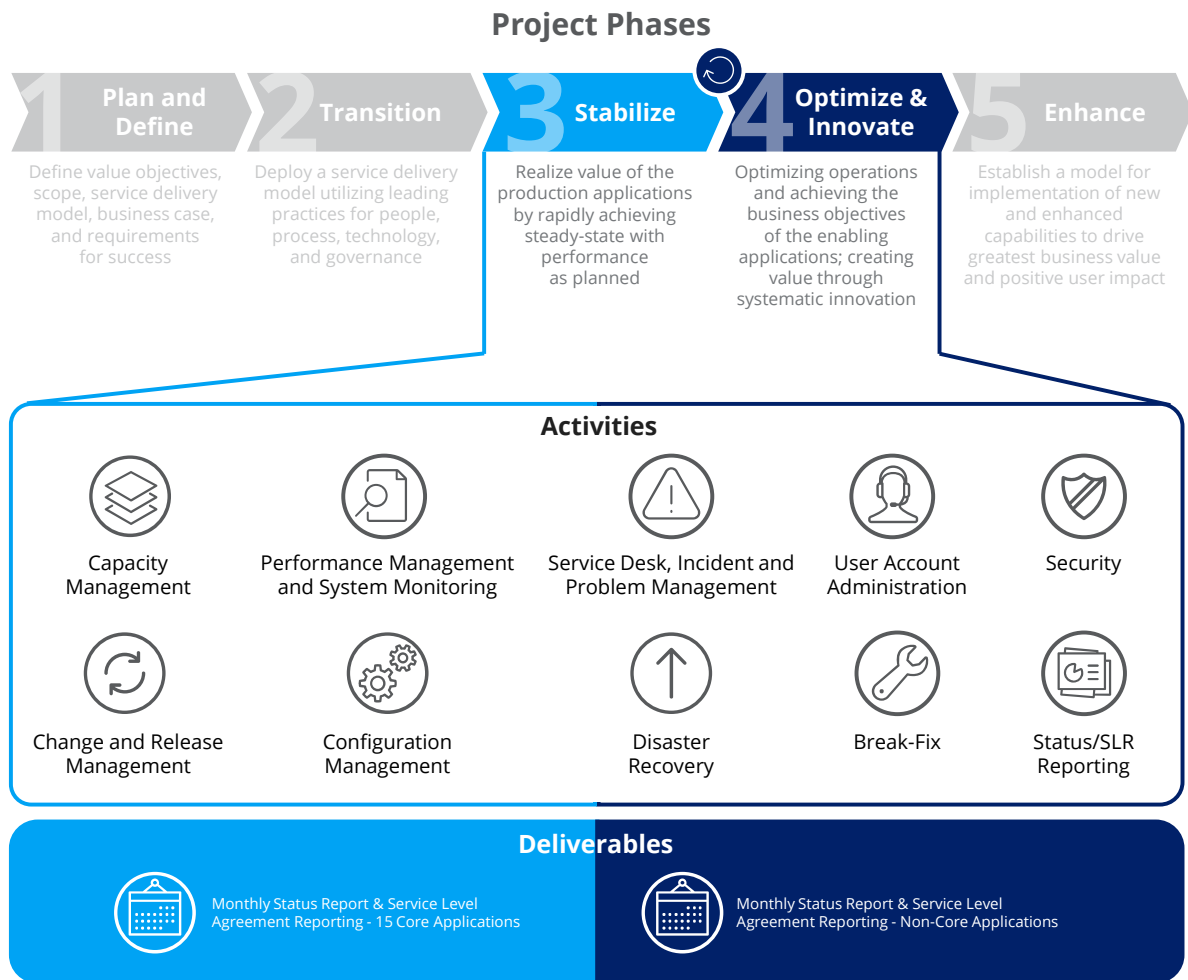 Project Phases
1
Plan and
Define
2
Transition
3
Stabilize
4
Optimize &
Innovate
5
Enhance
Define value objectives,
scope, service delivery
model, business case,
and requirements
for success
Deploy a service delivery
model utilizing leading
practices for people,
process, technology,
and governance
Realize value of the
production applications
by rapidly achieving
steady-state with
performance
as planned
Optimizing operations
and achieving the
business objectives
of the enabling
applications; creating
value through
systematic innovation
Establish a model for
implementation of new
and enhanced
capabilities to drive
greatest business value
and positive user impact
Activities
Capacity
Management
Performance Management
and System Monitoring
Service Desk, Incident and
Problem Management
User Account
Administration
Security
Change and Release
Management
Configuration
Management
Disaster
Recovery
Break-Fix
Status/SLR
Reporting
Deliverables
Monthly Status Report & Service Level
Agreement Reporting - 15 Core Applications
Monthly Status Report & Service Level
Agreement Reporting - Non-Core Applications